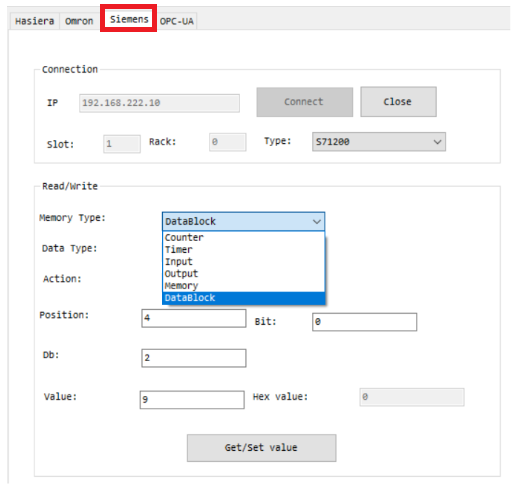 Hasiera Omron Siemens OPC-UA
Connection
IP 192.168.222.10 Connect Close
Slot: 1 Rack: 0 Type: S71200
Read/Write
Memory Type: DataBlock
Counter
Data Type: Timer
Input
Output
Action:
Memory
DataBlock
Position: 4 Bit: 0
Db: 2
Value: 9 Hex value: 0
Get/Set value